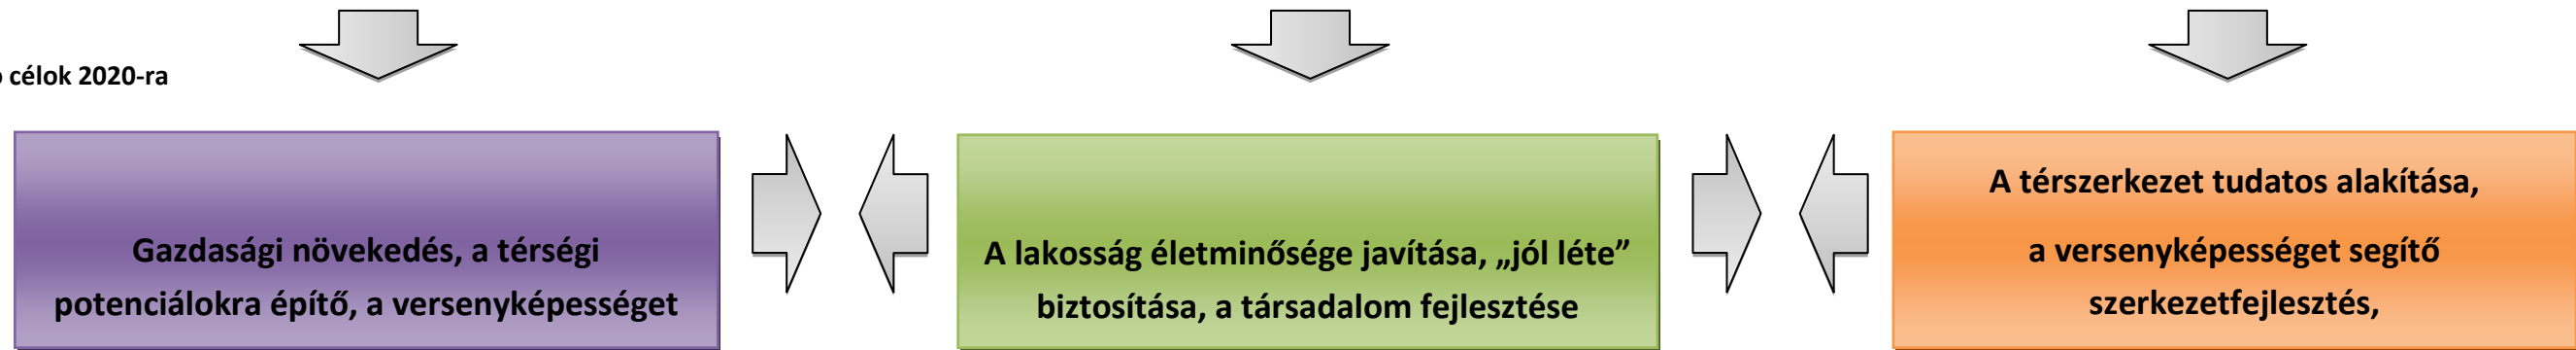 célok 2020-ra
Gazdasági növekedés, a térségi
potenciálokra építő, a versenyképességet
A lakosság életminősége javítása, „jól léte”
biztosítása, a társadalom fejlesztése
A térszerkezet tudatos alakítása,
a versenyképességet segítő
szerkezetfejlesztés,